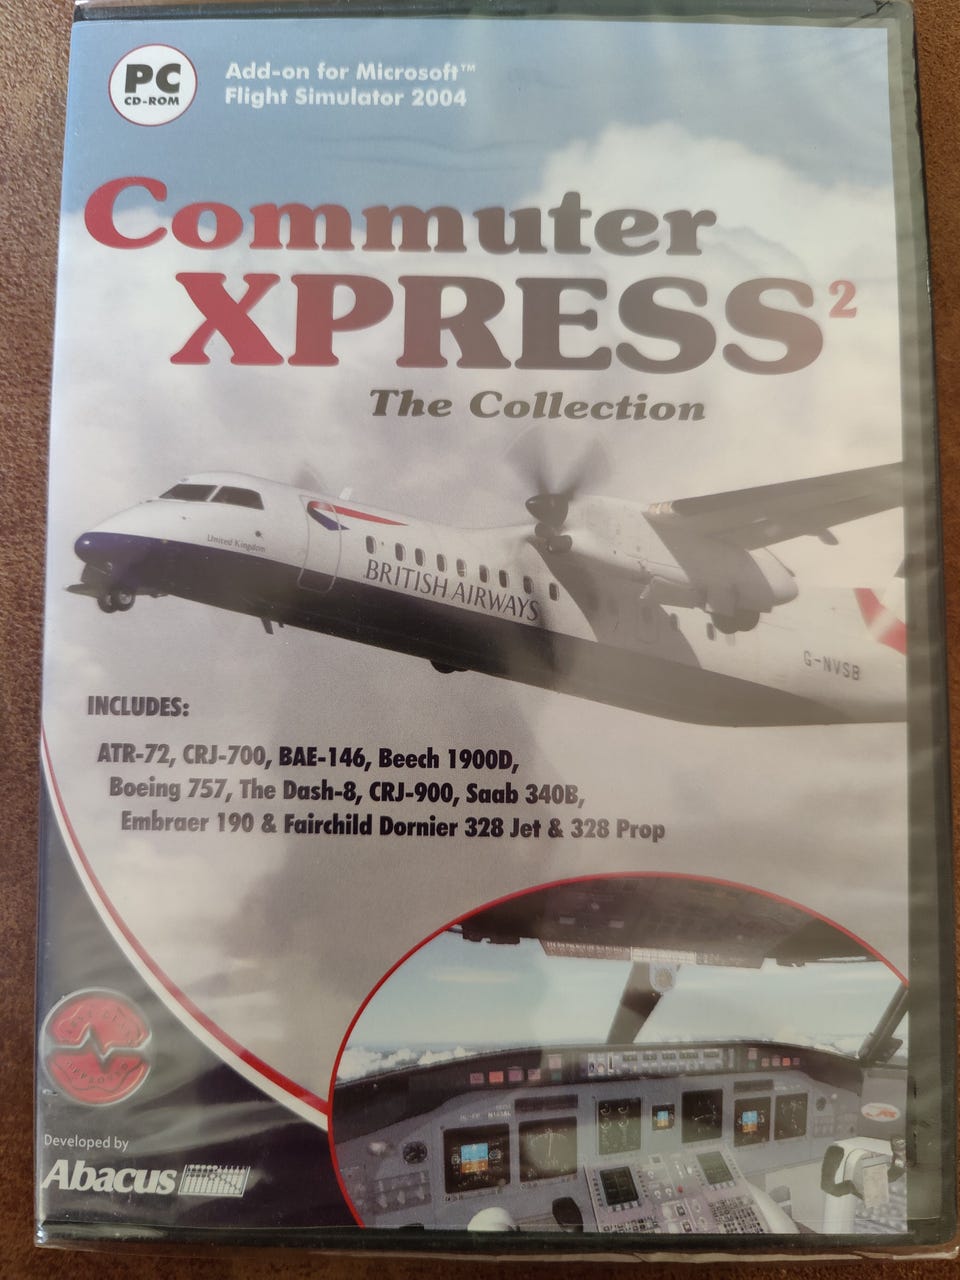 PC
CD-ROM
Add-on for Microsoft™
Flight Simulator 2004
Commuter
XPRESS²
The Collection
United Kingdom
BRITISH AIRWAYS
G-NVSB
INCLUDES:
ATR-72, CRJ-700, BAE-146, Beech 1900D,
Boeing 757, The Dash-8, CRJ-900, Saab 340B,
Embraer 190 & Fairchild Dornier 328 Jet & 328 Prop
Developed by
Abacus